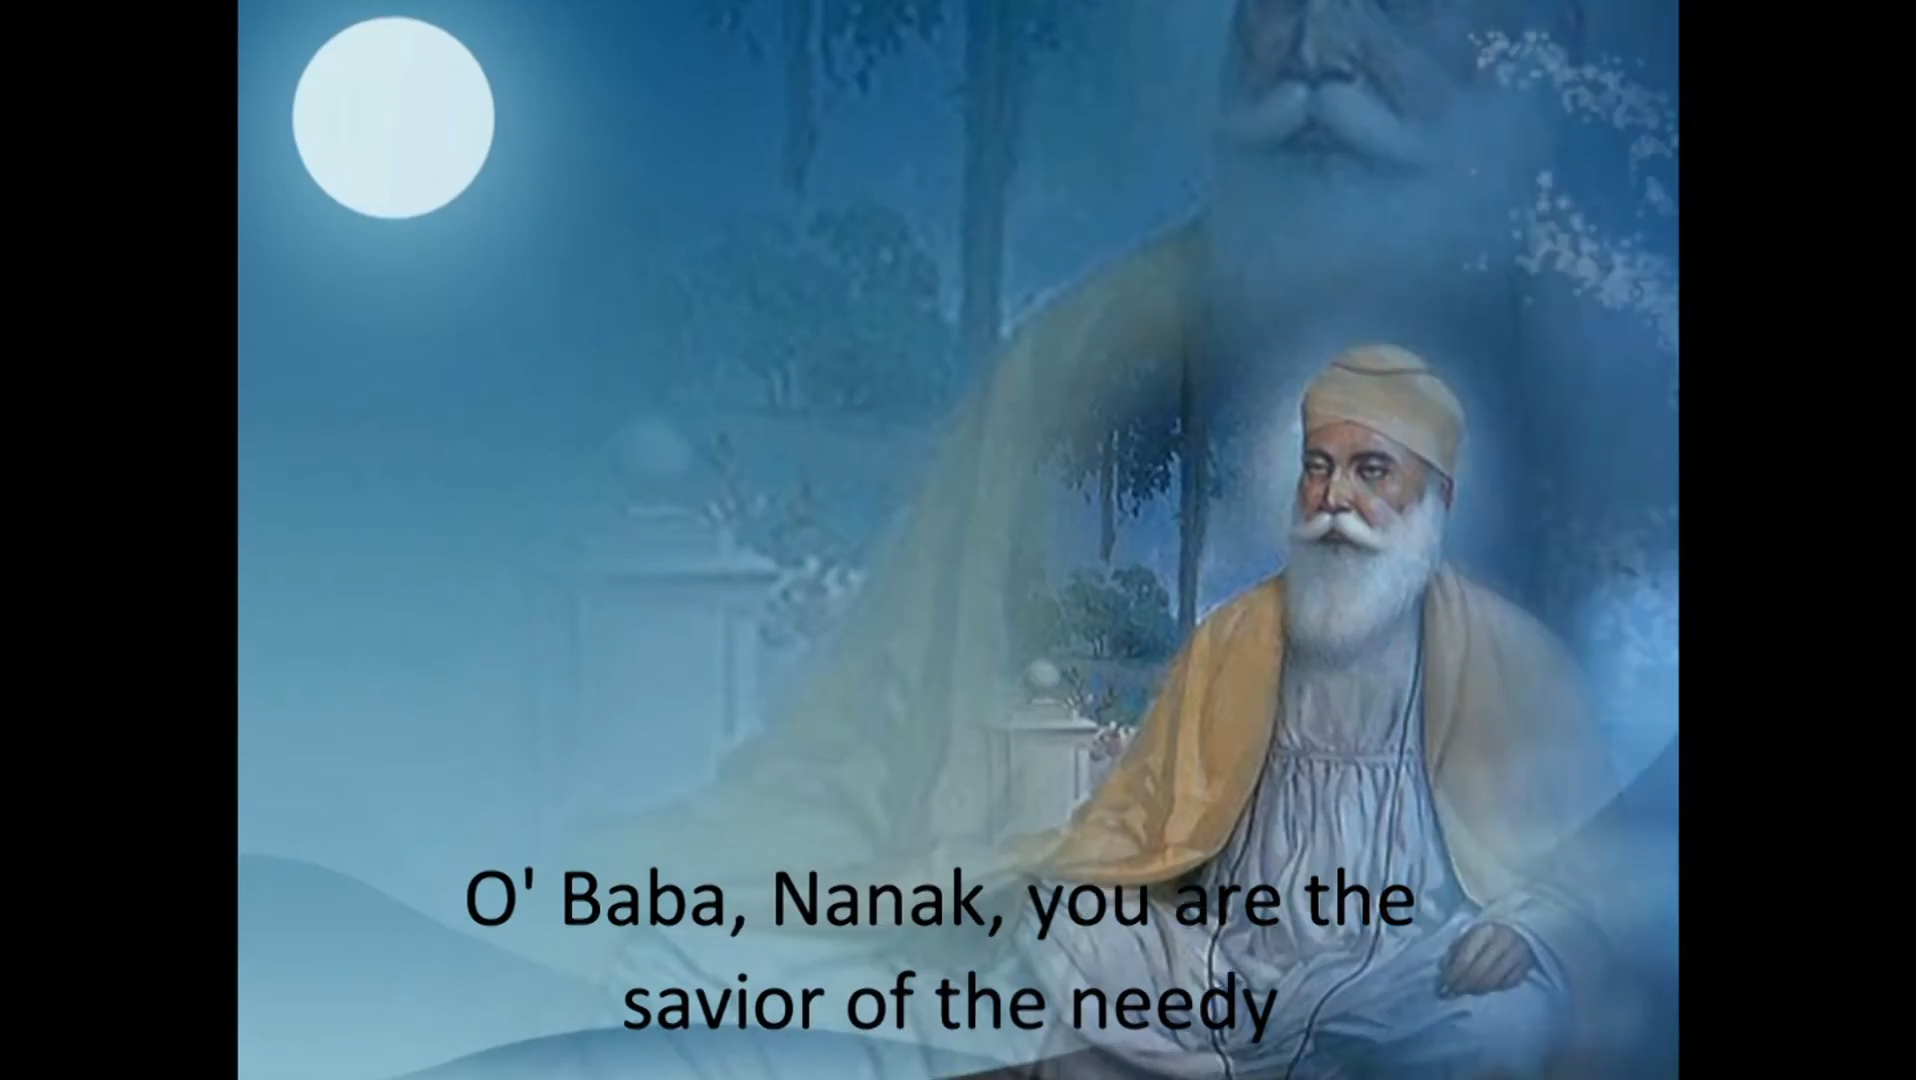 O' Baba, Nanak, you are the
savior of the needy